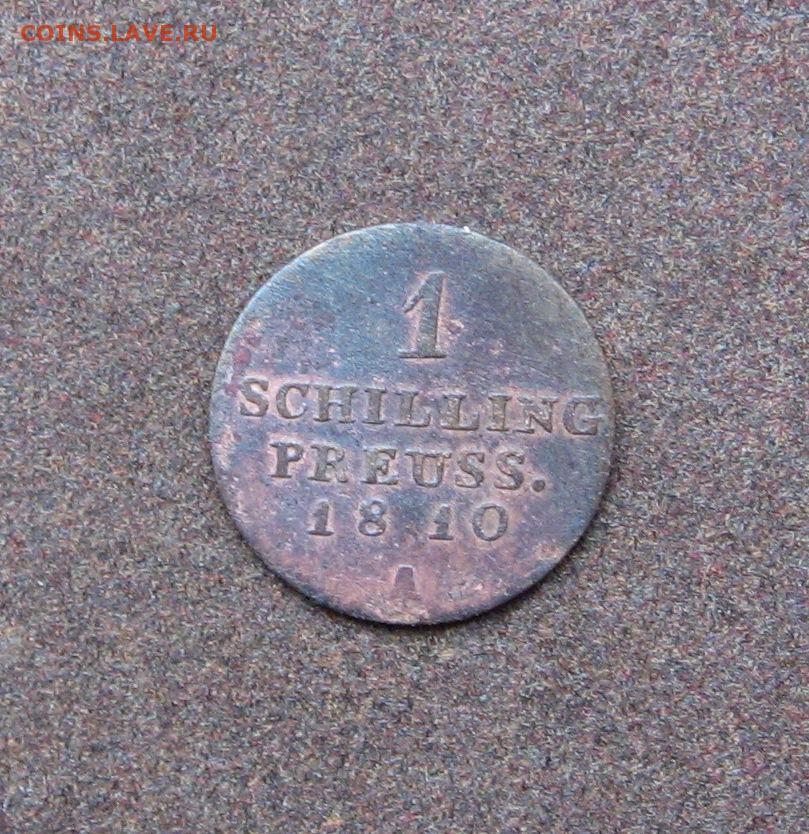 COINS.LAVE.RU
1
SCHILLING
PREUSS.
1810
A